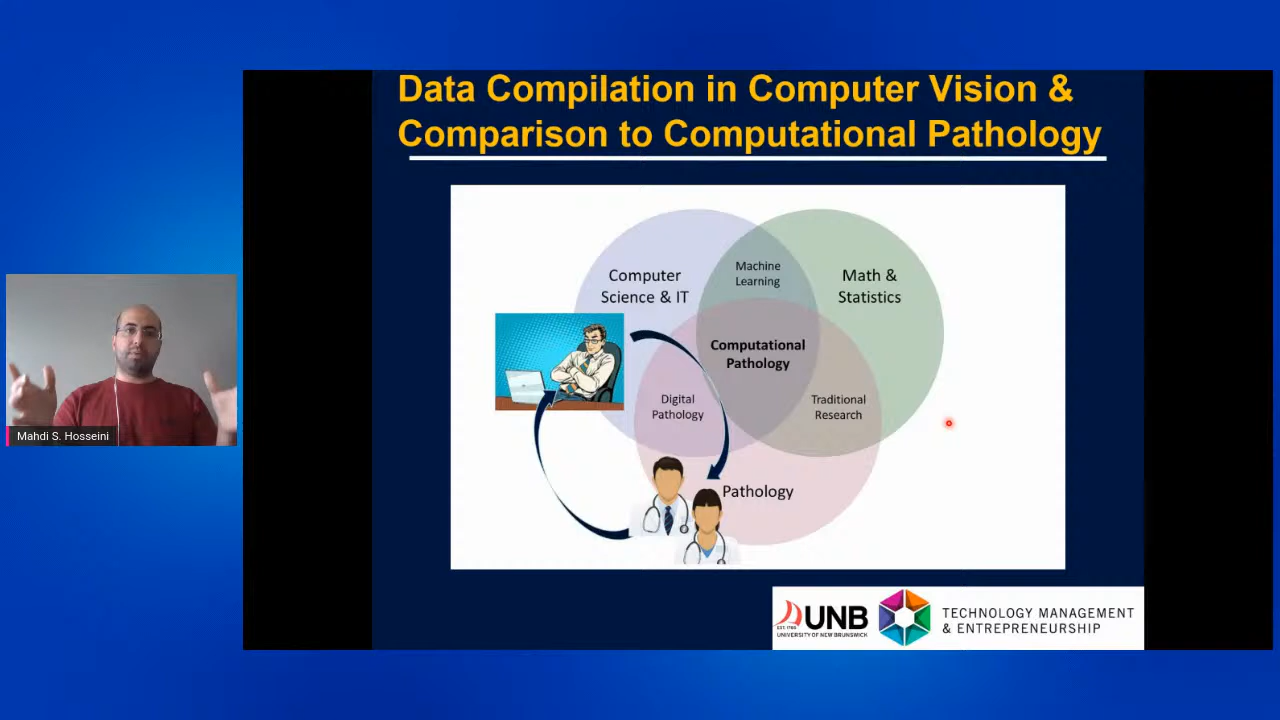 Data Compilation in Computer Vision &
Comparison to Computational Pathology
Computer
Science & IT
Machine
Learning
Math &
Statistics
Computational
Pathology
Digital
Pathology
Traditional
Research
Pathology
Mahdi S. Hosseini
EST. 1785
UNB
UNIVERSITY OF NEW BRUNSWICK
TECHNOLOGY MANAGEMENT
& ENTREPRENEURSHIP